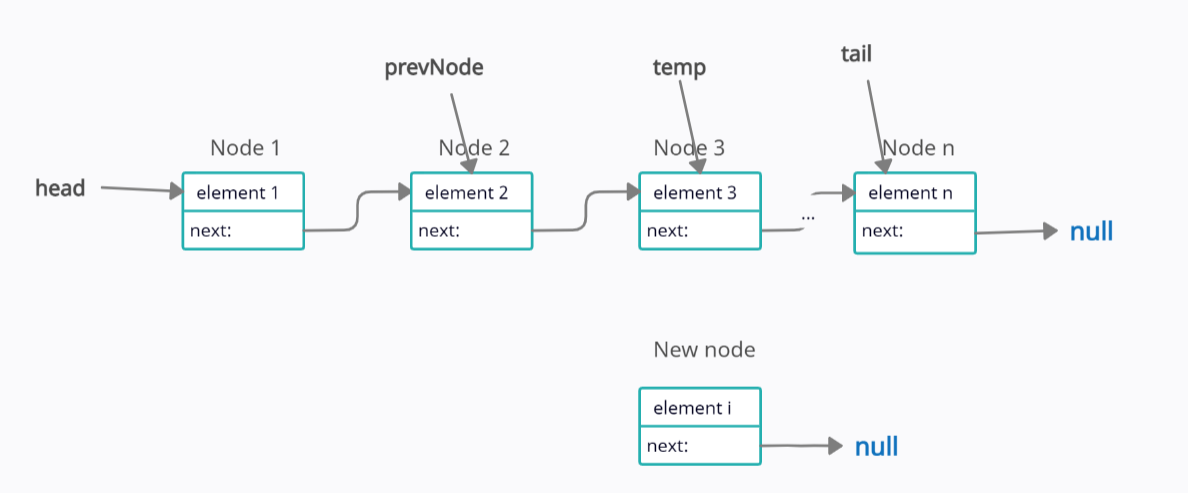 tail
prevNode
temp
Node 1
Node 2
Node 3
Node n
head
element 1
element 2
element 3
element n
next:
next:
next:
...
next:
null
New node
element i
next:
null